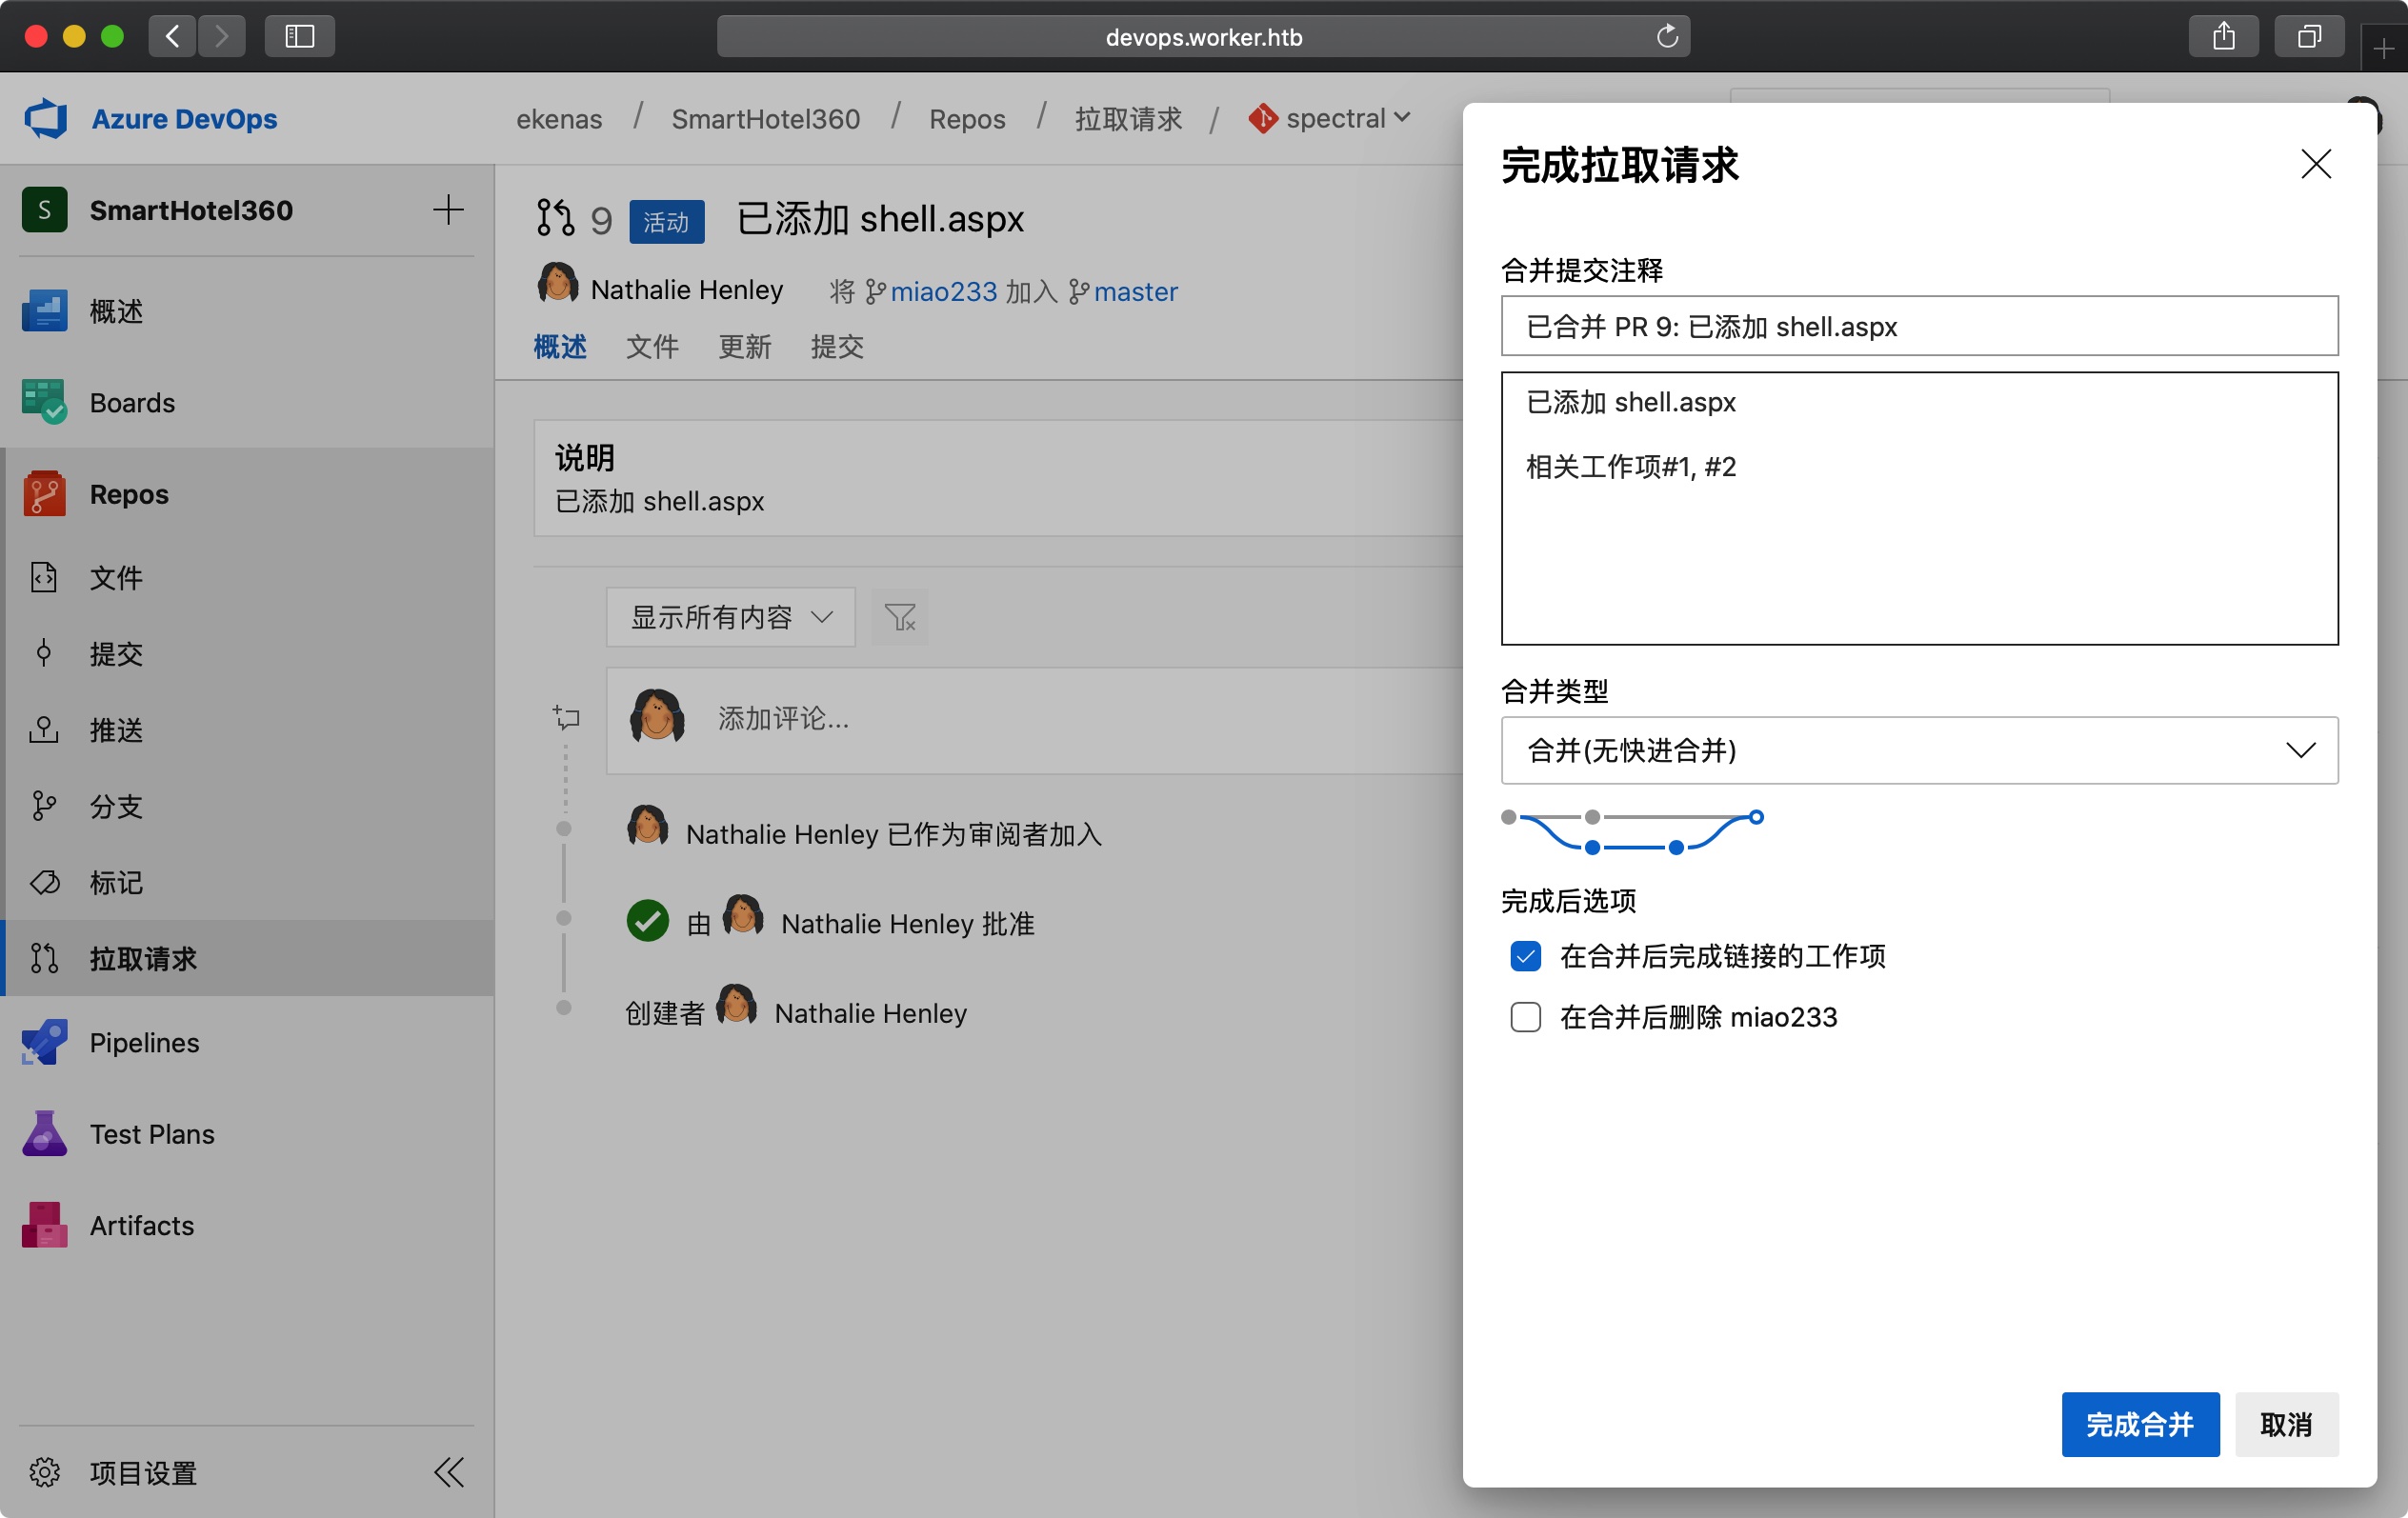 devops.worker.htb
Azure DevOps
ekenas / SmartHotel360 / Repos / 拉取请求 / spectral
S SmartHotel360
概述
Boards
Repos
文件
提交
推送
分支
标记
拉取请求
Pipelines
Test Plans
Artifacts
项目设置
9 活动 已添加 shell.aspx
Nathalie Henley 将 miao233 加入 master
概述 文件 更新 提交
说明
已添加 shell.aspx
显示所有内容
添加评论...
Nathalie Henley 已作为审阅者加入
由 Nathalie Henley 批准
创建者 Nathalie Henley
完成拉取请求
合并提交注释
已合并 PR 9: 已添加 shell.aspx
已添加 shell.aspx
相关工作项#1, #2
合并类型
合并(无快进合并)
完成后选项
在合并后完成链接的工作项
在合并后删除 miao233
完成合并 取消